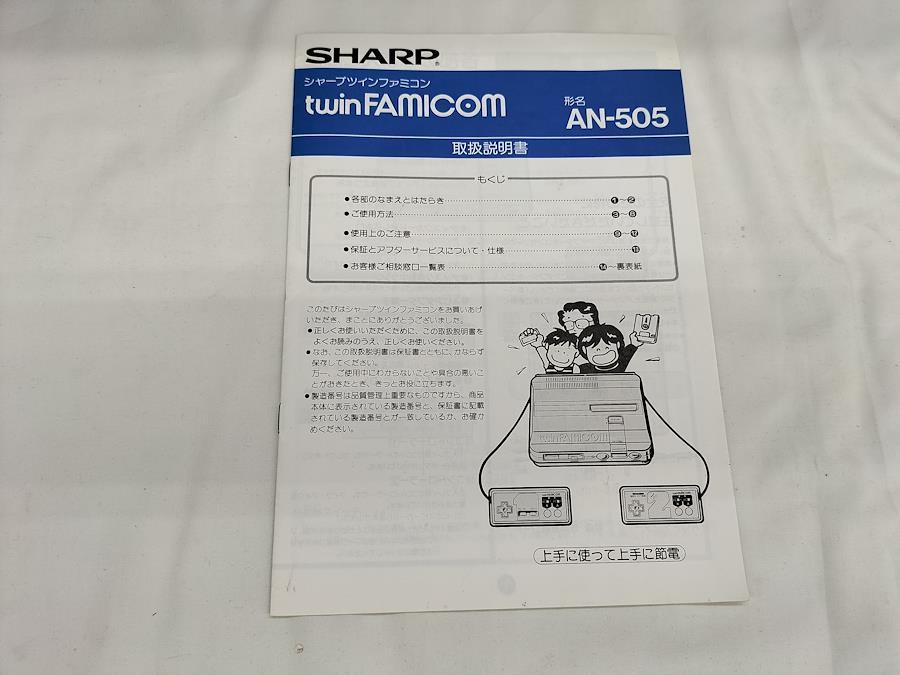 SHARP®
シャープツインファミコン
twinFAMICOM
形名
AN-505
取扱説明書
もくじ
●各部のなまえとはたらき……❶~❷
●ご使用方法……❸~❽
●使用上のご注意……❾~⓬
●保証とアフターサービスについて・仕様……⓭
●お客様ご相談窓口一覧表……⓮~裏表紙
このたびはシャープツインファミコンをお買いあげ
いただき、まことにありがとうございました。
●正しくお使いいただくために、この取扱説明書を
よくお読みのうえ、正しくお使いください。
●なお、この取扱説明書は保証書とともに、かならず
保存してください。
万一、ご使用中にわからないことや具合の悪いこ
とがおきたとき、きっとお役に立ちます。
●製造番号は品質管理上重要なものですから、商品
本体に表示されている製造番号と、保証書に記載
されている製造番号とが一致しているか、お確か
めください。
twinFAMICOM
2
上手に使って上手に節電